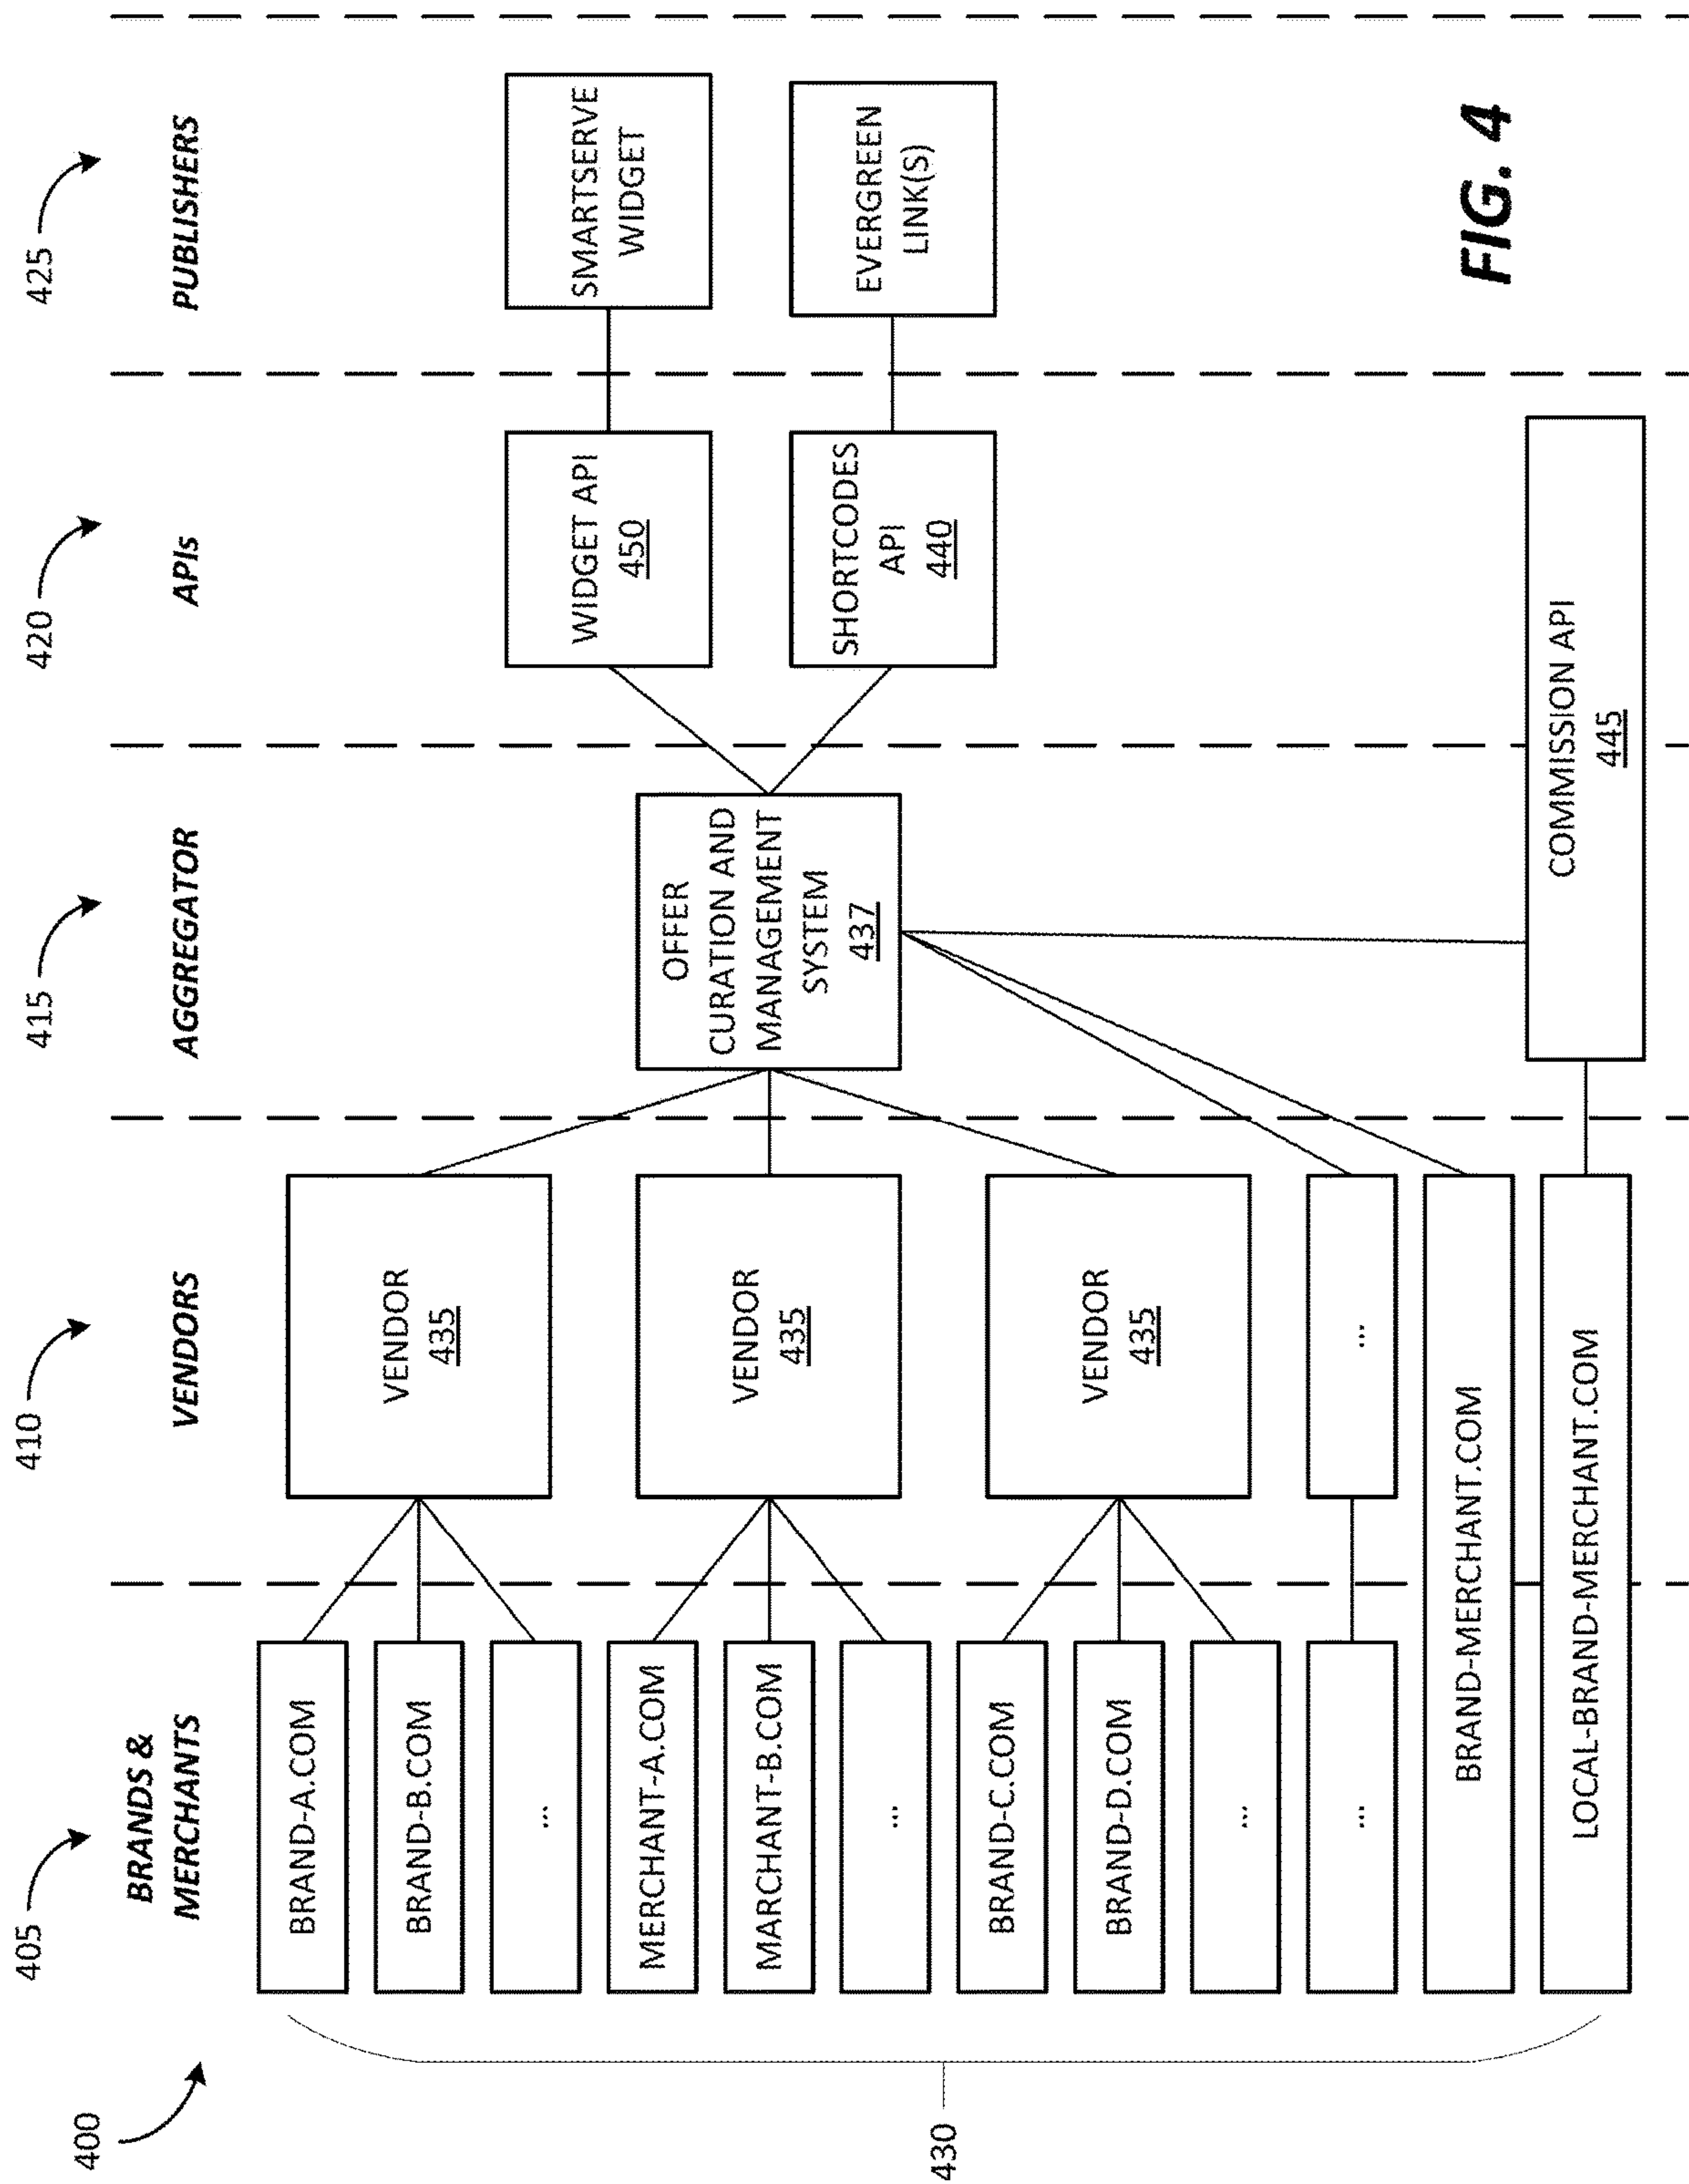 400
405
410
415
420
425
BRANDS &
MERCHANTS
VENDORS
AGGREGATOR
APIs
PUBLISHERS
430
BRAND-A.COM
BRAND-B.COM
...
MERCHANT-A.COM
MARCHANT-B.COM
...
BRAND-C.COM
BRAND-D.COM
...
...
BRAND-MERCHANT.COM
LOCAL-BRAND-MERCHANT.COM
VENDOR
435
VENDOR
435
VENDOR
435
...
OFFER
CURATION AND
MANAGEMENT
SYSTEM
437
WIDGET API
450
SHORTCODES
API
440
COMMISSION API
445
SMARTSERVE
WIDGET
EVERGREEN
LINK(S)
FIG. 4